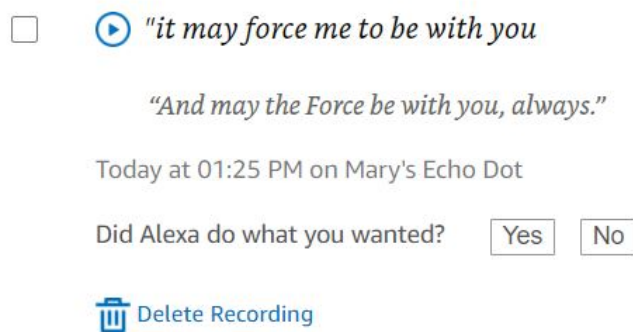 "it may force me to be with you
“And may the Force be with you, always.”
Today at 01:25 PM on Mary's Echo Dot
Did Alexa do what you wanted? Yes No
Delete Recording